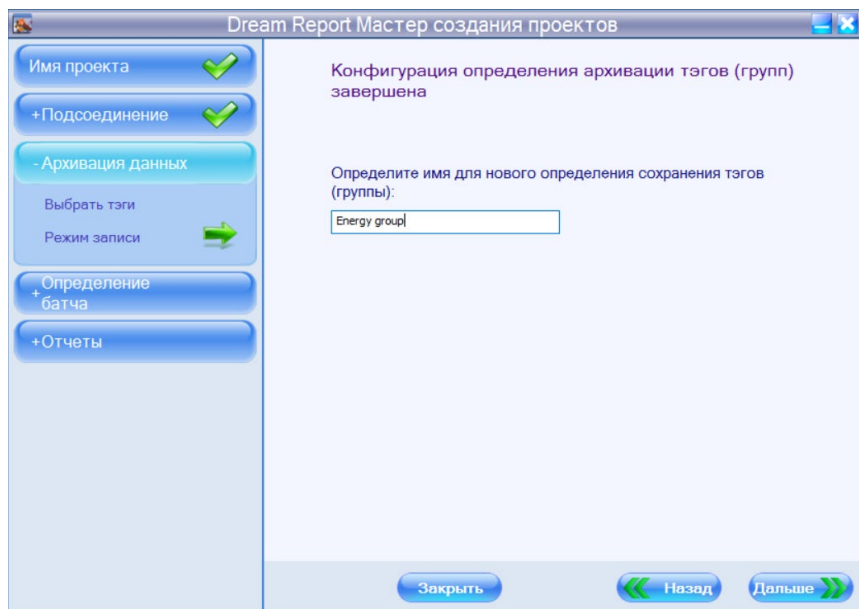 Dream Report Мастер создания проектов
Имя проекта
+Подсоединение
- Архивация данных
Выбрать тэги
Режим записи
+Определение
батча
+Отчеты
Конфигурация определения архивации тэгов (групп)
завершена
Определите имя для нового определения сохранения тэгов
(группы):
Energy group
Закрыть
Назад
Дальше